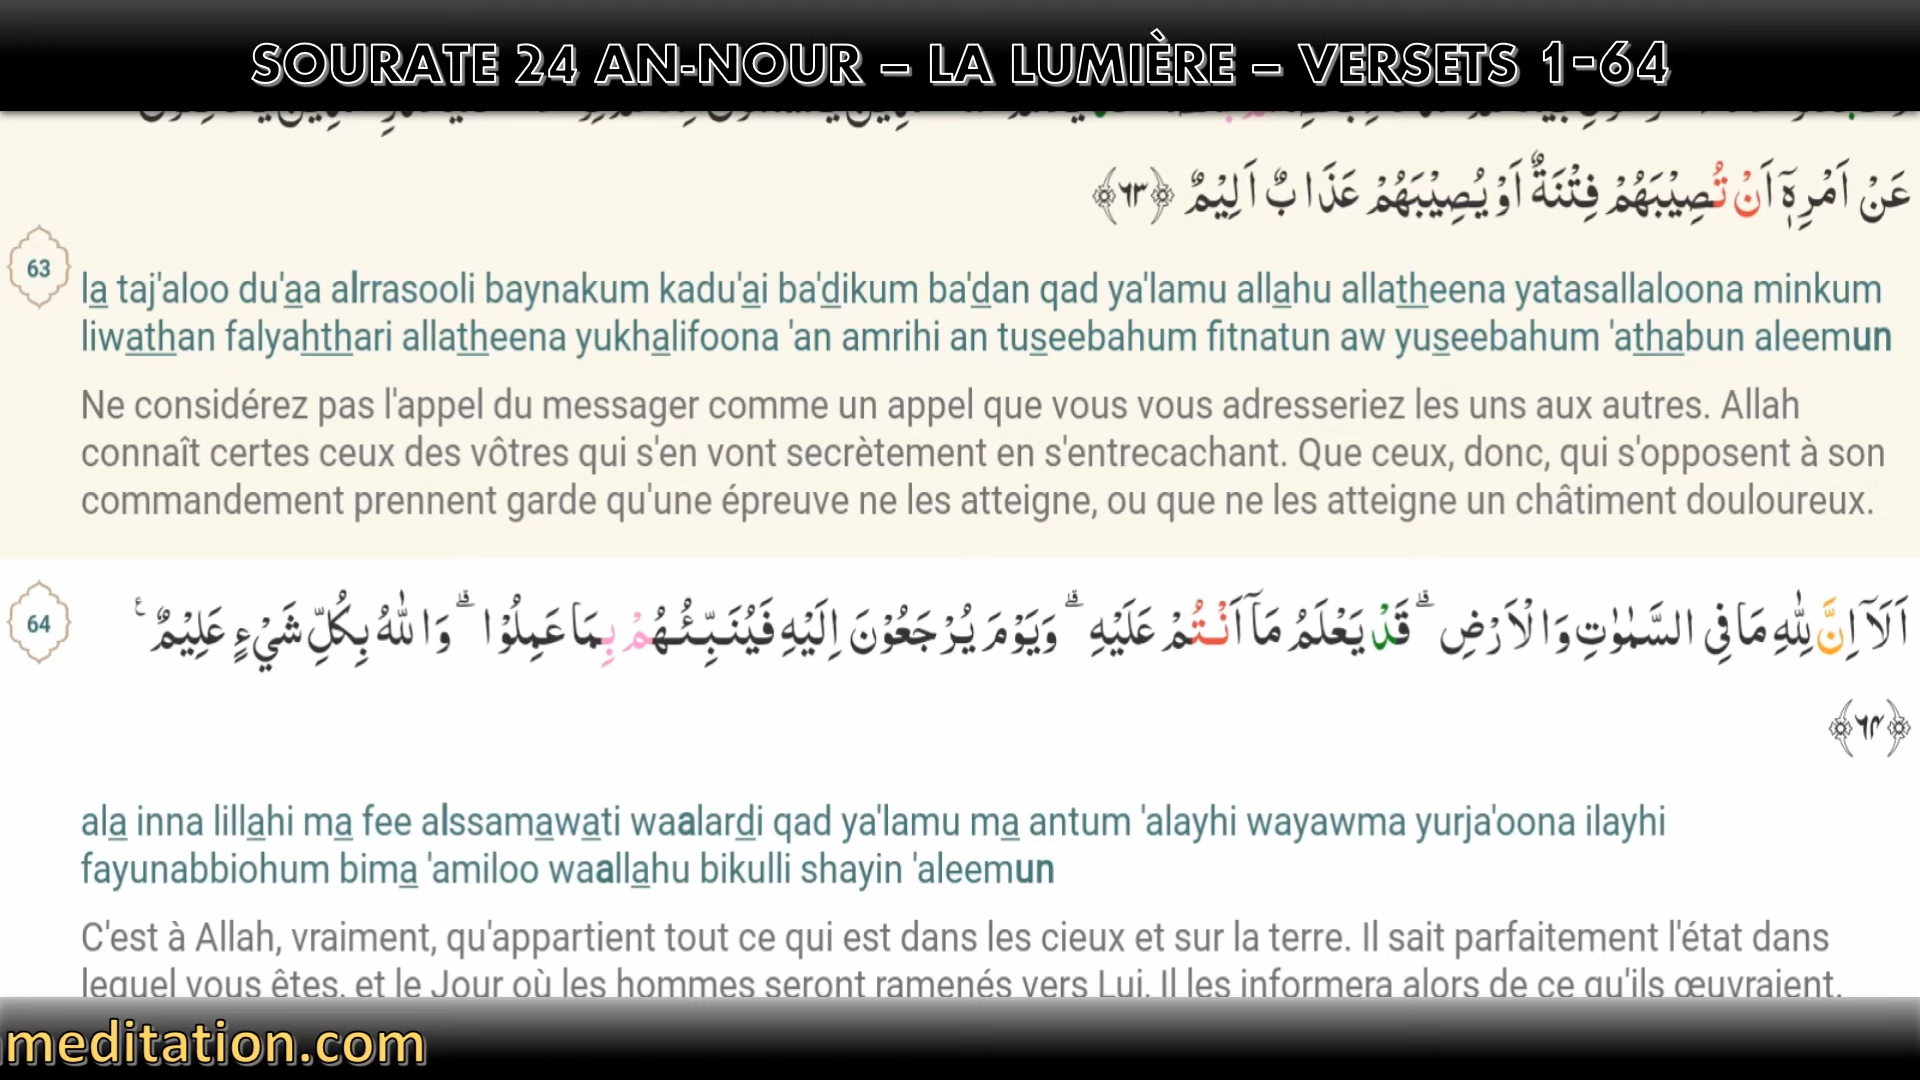 SOURATE 24 AN-NOUR – LA LUMIÈRE – VERSETS 1-64
عَنْ اَمْرِهٖٓ اَنْ تُصِيْبَهُمْ فِتْنَةٌ اَوْ يُصِيْبَهُمْ عَذَابٌ اَلِيْمٌ ﴿٦٣﴾
63
la taj'aloo du'aa alrrasooli baynakum kadu'ai ba'dikum ba'dan qad ya'lamu allahu allatheena yatasallaloona minkum
liwathan falyahthari allatheena yukhalifoona 'an amrihi an tuseebahum fitnatun aw yuseebahum 'athabun aleemun
Ne considérez pas l'appel du messager comme un appel que vous vous adresseriez les uns aux autres. Allah
connaît certes ceux des vôtres qui s'en vont secrètement en s'entrecachant. Que ceux, donc, qui s'opposent à son
commandement prennent garde qu'une épreuve ne les atteigne, ou que ne les atteigne un châtiment douloureux.
64
اَلَآ اِنَّ لِلّٰهِ مَا فِى السَّمٰوٰتِ وَالْاَرْضِ ۗ قَدْ يَعْلَمُ مَآ اَنْتُمْ عَلَيْهِ ۗ وَيَوْمَ يُرْجَعُوْنَ اِلَيْهِ فَيُنَبِّئُهُمْ بِمَا عَمِلُوْا ۗ وَاللّٰهُ بِكُلِّ شَيْءٍ عَلِيْمٌ ࣖ
﴿٦٤﴾
ala inna lillahi ma fee alssamawati waalardi qad ya'lamu ma antum 'alayhi wayawma yurja'oona ilayhi
fayunabbiohum bima 'amiloo waallahu bikulli shayin 'aleemun
C'est à Allah, vraiment, qu'appartient tout ce qui est dans les cieux et sur la terre. Il sait parfaitement l'état dans
lequel vous êtes, et le Jour où les hommes seront ramenés vers Lui, Il les informera alors de ce qu'ils œuvraient.
meditation.com